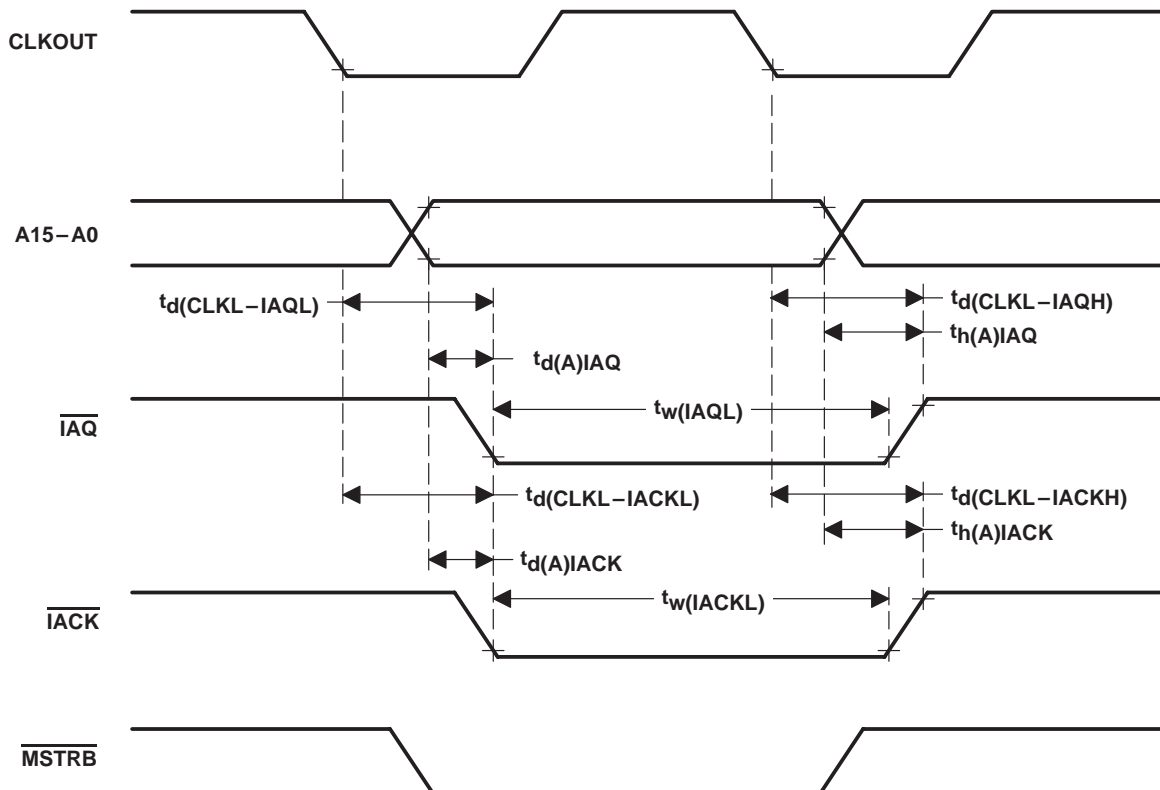 CLKOUT
A15–A0
td(CLKL–IAQL)
td(CLKL–IAQH)
th(A)IAQ
td(A)IAQ
IAQ
tw(IAQL)
td(CLKL–IACKL)
td(CLKL–IACKH)
th(A)IACK
td(A)IACK
IACK
tw(IACKL)
MSTRB